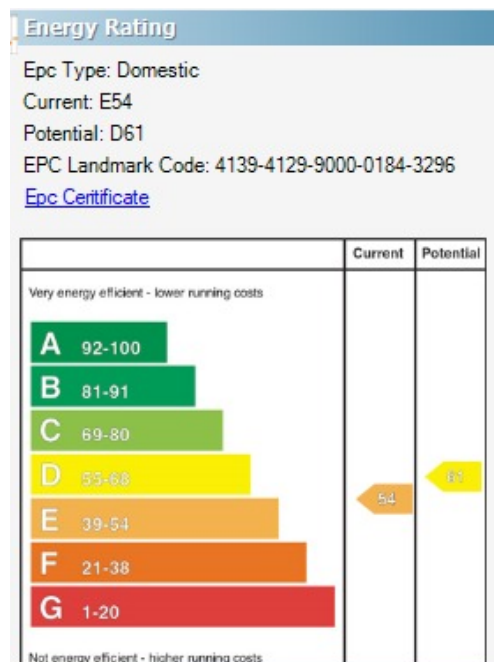 Energy Rating
Epc Type: Domestic
Current: E54
Potential: D61
EPC Landmark Code: 4139-4129-9000-0184-3296
Epc Ceritificate
Current Potential
Very energy efficient - lower running costs
A 92-100
B 81-91
C 69-80
D 55-68
61
E 39-54
54
F 21-38
G 1-20
Not energy efficient - higher running costs